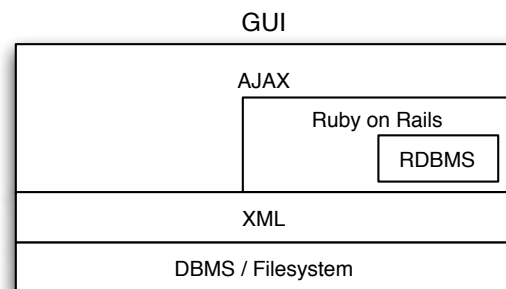 GUI
AJAX
Ruby on Rails
RDBMS
XML
DBMS / Filesystem